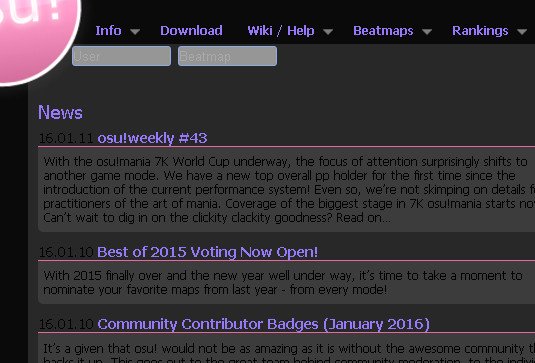 su!
Info Download Wiki / Help Beatmaps Rankings
User Beatmap
News
16.01.11 osu!weekly #43
With the osu!mania 7K World Cup underway, the focus of attention surprisingly shifts to
another game mode. We have a new top overall pp holder for the first time since the
introduction of the current performance system! Even so, we're not skimping on details f
practitioners of the art of mania. Coverage of the biggest stage in 7K osu!mania starts no
Can't wait to dig in on the clickity clackity goodness? Read on...
16.01.10 Best of 2015 Voting Now Open!
With 2015 finally over and the new year well under way, it's time to take a moment to
nominate your favorite maps from last year - from every mode!
16.01.10 Community Contributor Badges (January 2016)
It's a given that osu! would not be as amazing as it is without the awesome community th
backs it up. This goes out to the great team behind community moderation, to the indivi